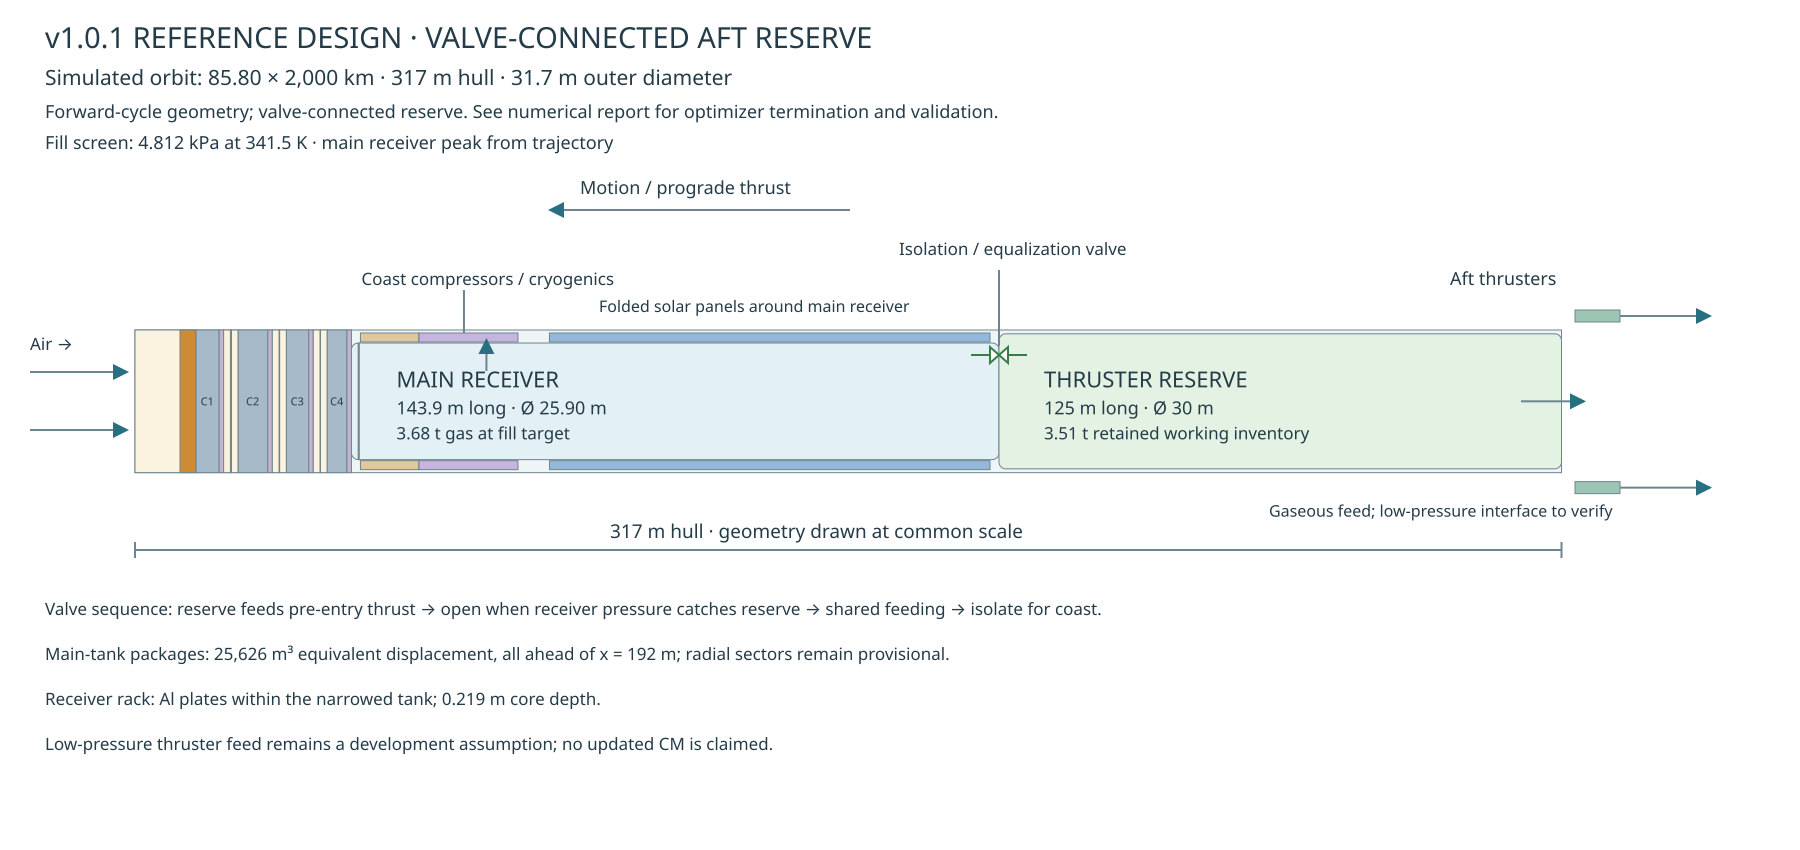 v1.0.1 REFERENCE DESIGN · VALVE-CONNECTED AFT RESERVE
Simulated orbit: 85.80 × 2,000 km · 317 m hull · 31.7 m outer diameter
Forward-cycle geometry; valve-connected reserve. See numerical report for optimizer termination and validation.
Fill screen: 4.812 kPa at 341.5 K · main receiver peak from trajectory
Motion / prograde thrust
Isolation / equalization valve
Coast compressors / cryogenics
Aft thrusters
Folded solar panels around main receiver
Air →
MAIN RECEIVER
143.9 m long · Ø 25.90 m
3.68 t gas at fill target
THRUSTER RESERVE
125 m long · Ø 30 m
3.51 t retained working inventory
C1
C2
C3
C4
Gaseous feed; low-pressure interface to verify
317 m hull · geometry drawn at common scale
Valve sequence: reserve feeds pre-entry thrust → open when receiver pressure catches reserve → shared feeding → isolate for coast.
Main-tank packages: 25,626 m³ equivalent displacement, all ahead of x = 192 m; radial sectors remain provisional.
Receiver rack: Al plates within the narrowed tank; 0.219 m core depth.
Low-pressure thruster feed remains a development assumption; no updated CM is claimed.